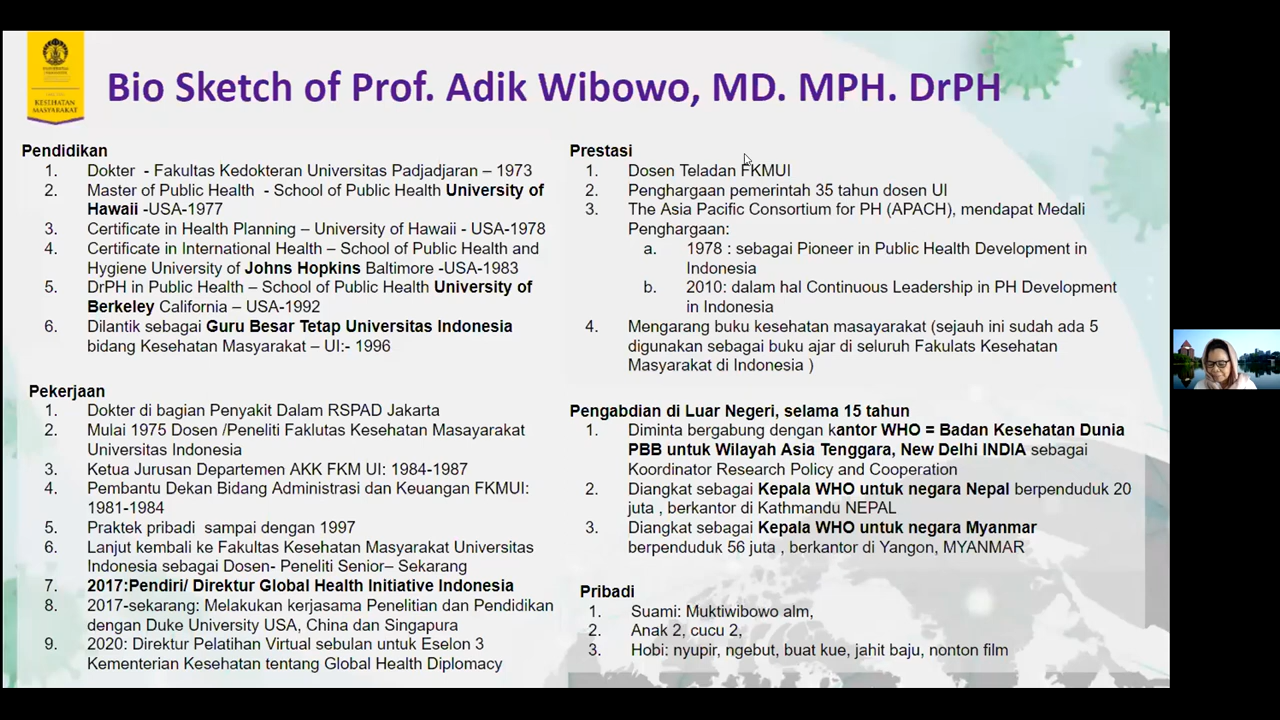 KESEHATAN
MASYARAKAT
Bio Sketch of Prof. Adik Wibowo, MD. MPH. DrPH
Pendidikan
1. Dokter - Fakultas Kedokteran Universitas Padjadjaran – 1973
2. Master of Public Health - School of Public Health University of
Hawaii -USA-1977
3. Certificate in Health Planning – University of Hawaii - USA-1978
4. Certificate in International Health – School of Public Health and
Hygiene University of Johns Hopkins Baltimore -USA-1983
5. DrPH in Public Health – School of Public Health University of
Berkeley California – USA-1992
6. Dilantik sebagai Guru Besar Tetap Universitas Indonesia
bidang Kesehatan Masyarakat – UI:- 1996
Pekerjaan
1. Dokter di bagian Penyakit Dalam RSPAD Jakarta
2. Mulai 1975 Dosen /Peneliti Faklutas Kesehatan Masayarakat
Universitas Indonesia
3. Ketua Jurusan Departemen AKK FKM UI: 1984-1987
4. Pembantu Dekan Bidang Administrasi dan Keuangan FKMUI:
1981-1984
5. Praktek pribadi sampai dengan 1997
6. Lanjut kembali ke Fakultas Kesehatan Masyarakat Universitas
Indonesia sebagai Dosen- Peneliti Senior– Sekarang
7. 2017:Pendiri/ Direktur Global Health Initiative Indonesia
8. 2017-sekarang: Melakukan kerjasama Penelitian dan Pendidikan
dengan Duke University USA, China dan Singapura
9. 2020: Direktur Pelatihan Virtual sebulan untuk Eselon 3
Kementerian Kesehatan tentang Global Health Diplomacy
Prestasi
1. Dosen Teladan FKMUI
2. Penghargaan pemerintah 35 tahun dosen UI
3. The Asia Pacific Consortium for PH (APACH), mendapat Medali
Penghargaan:
a. 1978 : sebagai Pioneer in Public Health Development in
Indonesia
b. 2010: dalam hal Continuous Leadership in PH Development
in Indonesia
4. Mengarang buku kesehatan masayarakat (sejauh ini sudah ada 5
digunakan sebagai buku ajar di seluruh Fakulats Kesehatan
Masyarakat di Indonesia )
Pengabdian di Luar Negeri, selama 15 tahun
1. Diminta bergabung dengan kantor WHO = Badan Kesehatan Dunia
PBB untuk Wilayah Asia Tenggara, New Delhi INDIA sebagai
Koordinator Research Policy and Cooperation
2. Diangkat sebagai Kepala WHO untuk negara Nepal berpenduduk 20
juta , berkantor di Kathmandu NEPAL
3. Diangkat sebagai Kepala WHO untuk negara Myanmar
berpenduduk 56 juta , berkantor di Yangon, MYANMAR
Pribadi
1. Suami: Muktiwibowo alm,
2. Anak 2, cucu 2,
3. Hobi: nyupir, ngebut, buat kue, jahit baju, nonton film